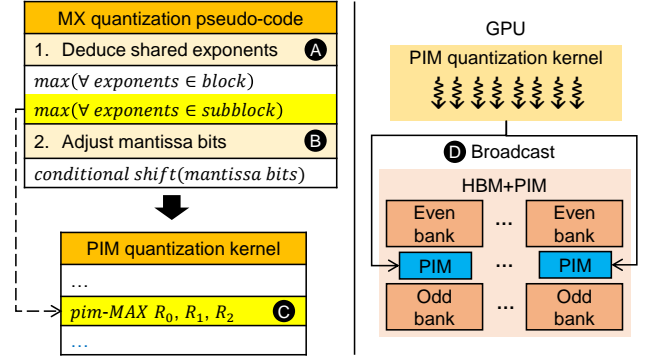 MX quantization pseudo-code
1. Deduce shared exponents A
max(∀ exponents ∈ block)
max(∀ exponents ∈ subblock)
2. Adjust mantissa bits B
conditional shift(mantissa bits)
PIM quantization kernel
...
pim-MAX R₀, R₁, R₂ C
...
GPU
PIM quantization kernel
D Broadcast
HBM+PIM
Even bank ... Even bank
PIM ... PIM
Odd bank ... Odd bank